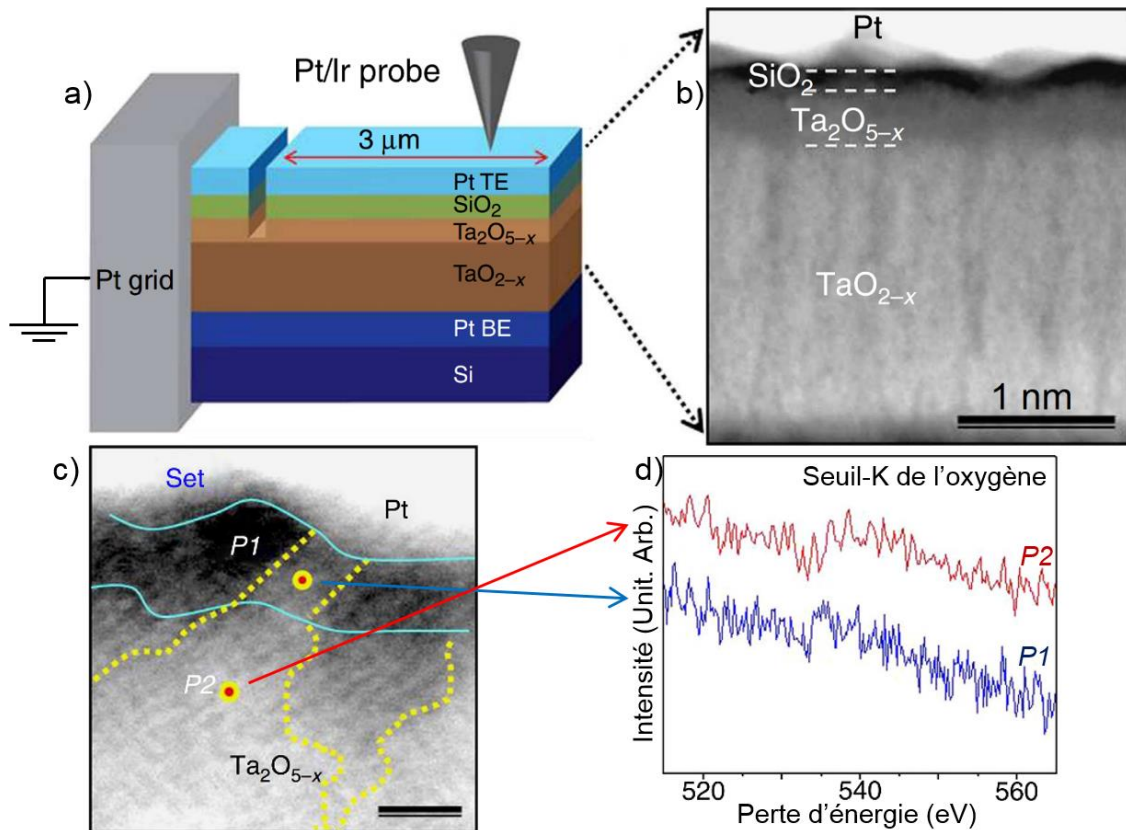 a)
Pt/Ir probe
3 μm
Pt TE
SiO₂
Ta₂O₅₋ₓ
TaO₂₋ₓ
Pt BE
Si
Pt grid
b)
Pt
SiO₂
Ta₂O₅₋ₓ
TaO₂₋ₓ
1 nm
c)
Set
Pt
P1
P2
Ta₂O₅₋ₓ
d)
Seuil-K de l'oxygène
P2
P1
Intensité (Unit. Arb.)
520 540 560
Perte d'énergie (eV)